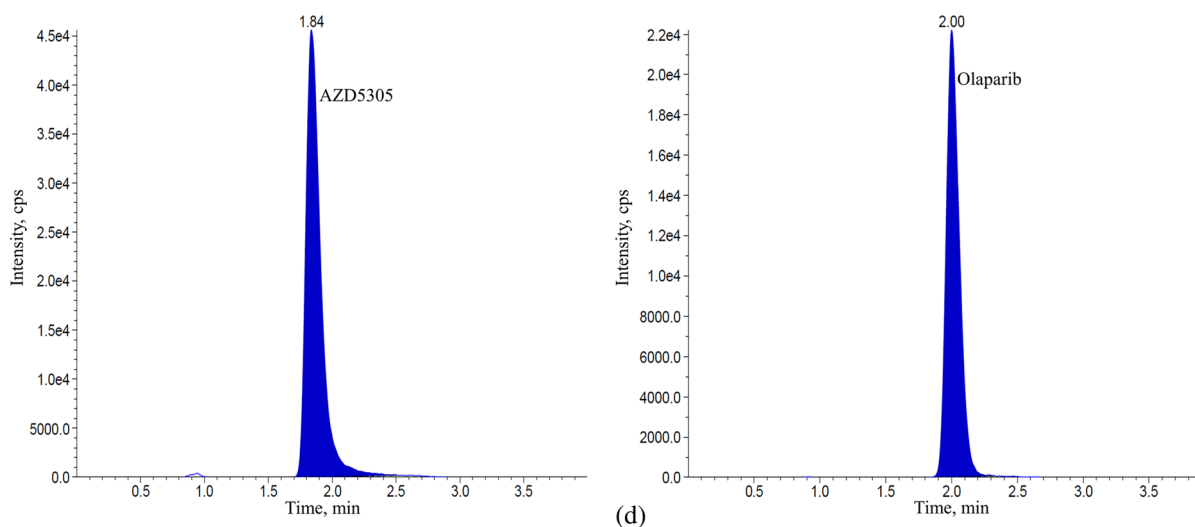 1.84
4.5e4
AZD5305
4.0e4
3.5e4
3.0e4
Intensity, cps
2.5e4
2.0e4
1.5e4
1.0e4
5000.0
0.0
0.5 1.0 1.5 2.0 2.5 3.0 3.5
Time, min
2.00
2.2e4
Olaparib
2.0e4
1.8e4
1.6e4
1.4e4
Intensity, cps
1.2e4
1.0e4
8000.0
6000.0
4000.0
2000.0
0.0
0.5 1.0 1.5 2.0 2.5 3.0 3.5
Time, min
(d)